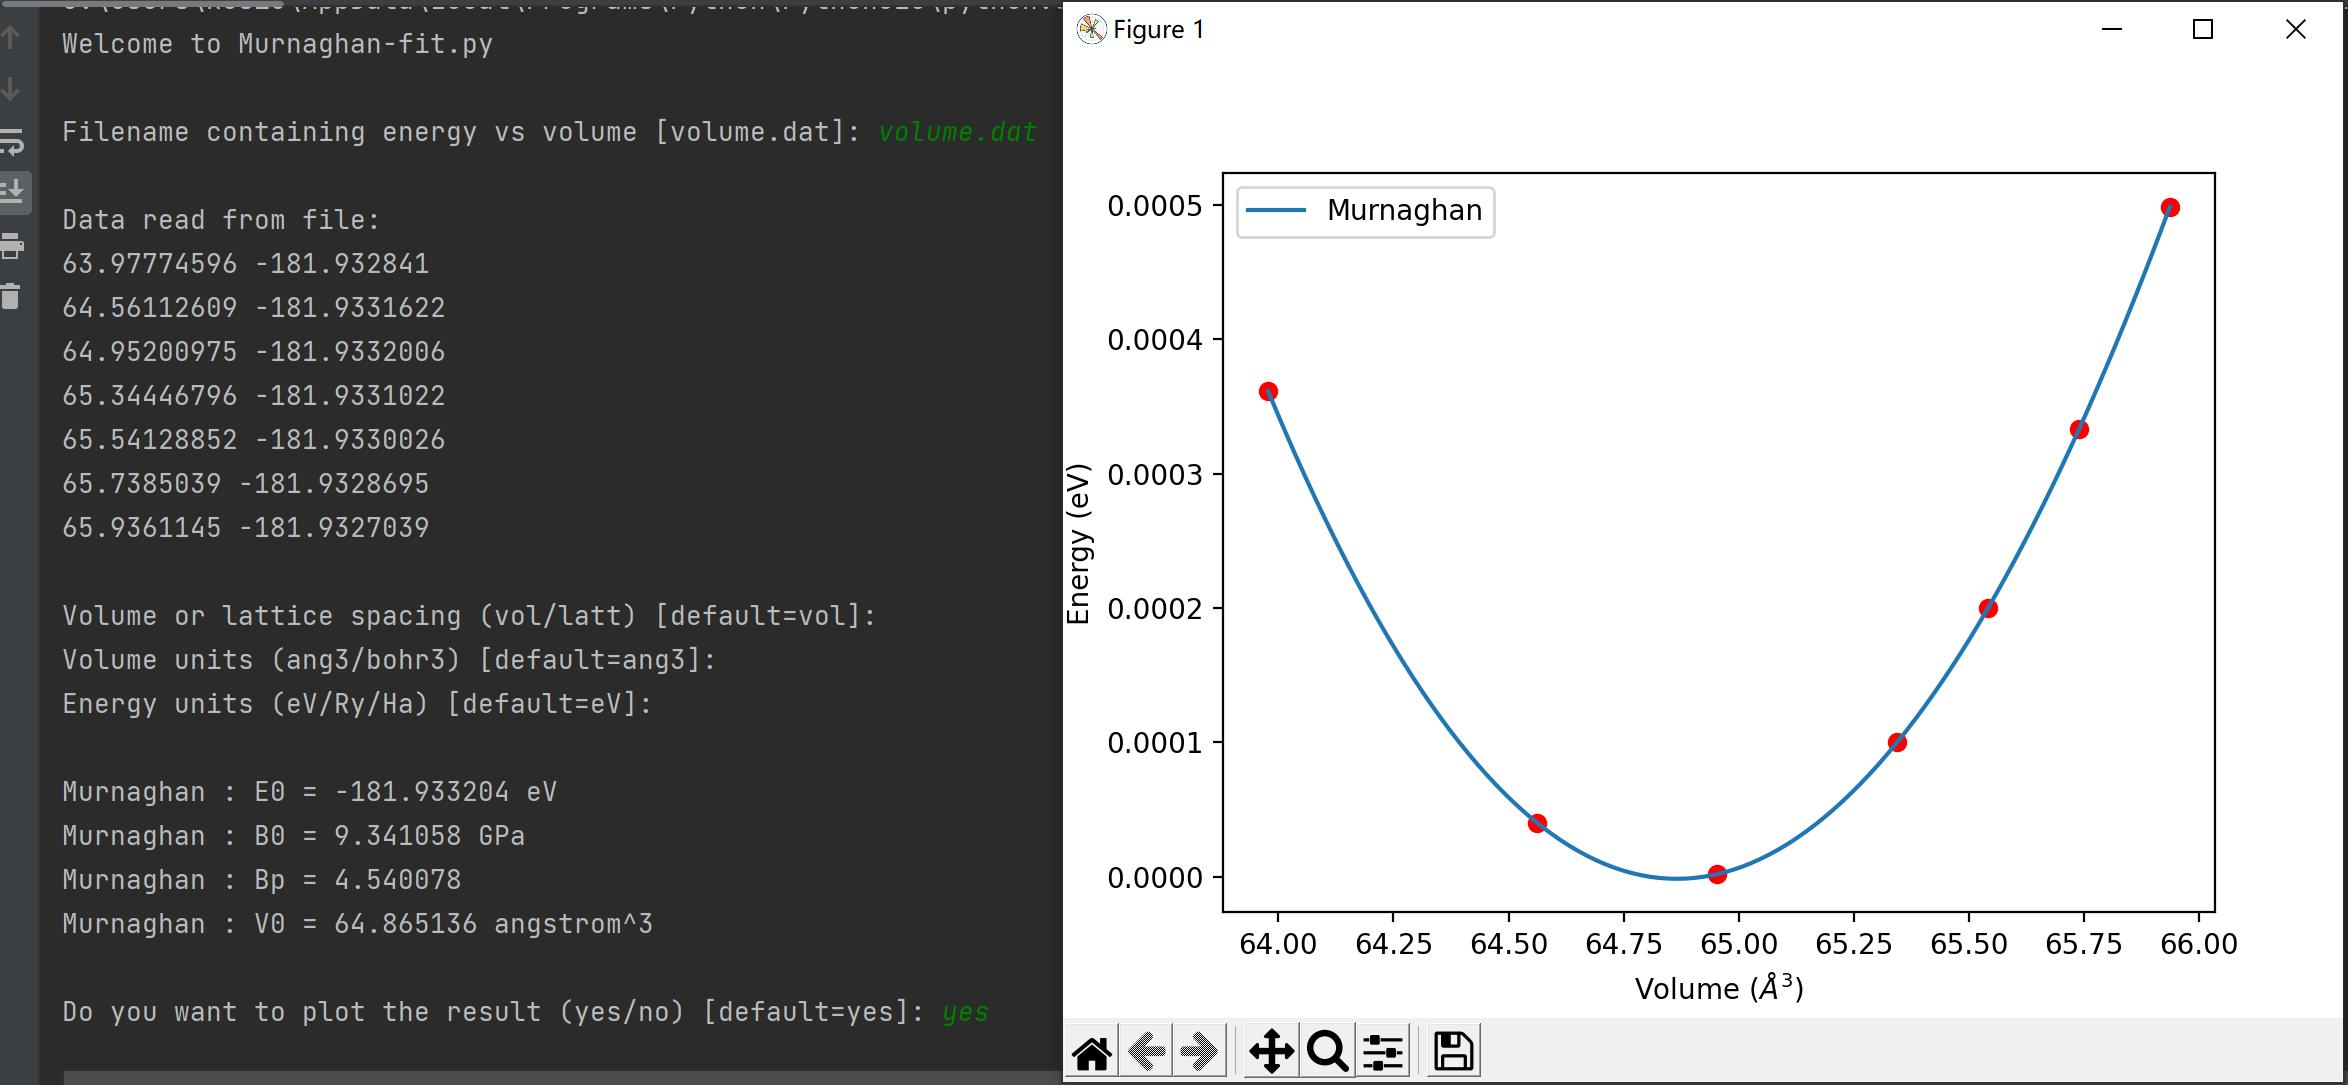 Welcome to Murnaghan-fit.py
Filename containing energy vs volume [volume.dat]: volume.dat
Data read from file:
63.97774596 -181.932841
64.56112609 -181.9331622
64.95200975 -181.9332006
65.34446796 -181.9331022
65.54128852 -181.9330026
65.7385039 -181.9328695
65.9361145 -181.9327039
Volume or lattice spacing (vol/latt) [default=vol]:
Volume units (ang3/bohr3) [default=ang3]:
Energy units (eV/Ry/Ha) [default=eV]:
Murnaghan : E0 = -181.933204 eV
Murnaghan : B0 = 9.341058 GPa
Murnaghan : Bp = 4.540078
Murnaghan : V0 = 64.865136 angstrom^3
Do you want to plot the result (yes/no) [default=yes]: yes
Figure 1
Murnaghan
0.0005
0.0004
0.0003
0.0002
0.0001
0.0000
Energy (eV)
64.00 64.25 64.50 64.75 65.00 65.25 65.50 65.75 66.00
Volume (Å³)